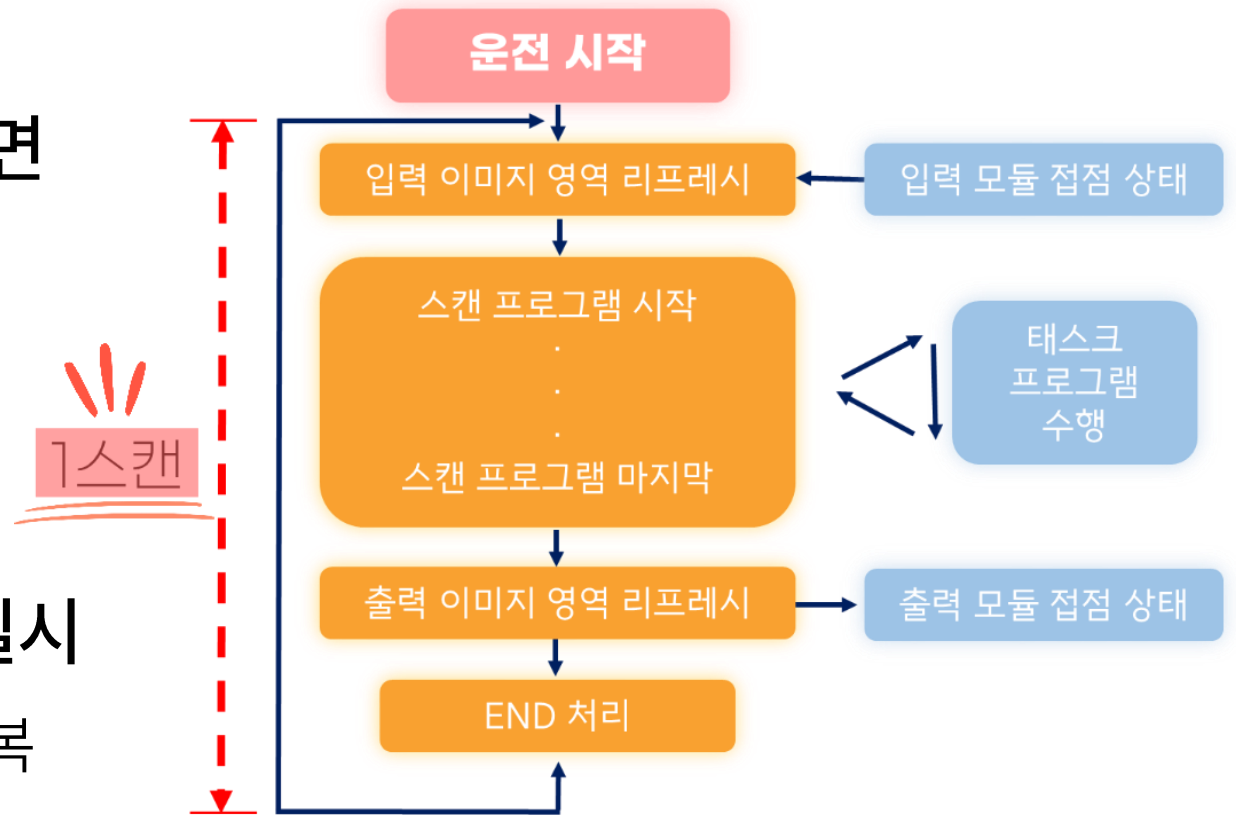 운전 시작
면
입력 이미지 영역 리프레시
입력 모듈 접점 상태
스캔 프로그램 시작
.
.
.
스캔 프로그램 마지막
태스크
프로그램
수행
1스캔
출력 이미지 영역 리프레시
출력 모듈 접점 상태
시
END 처리
복